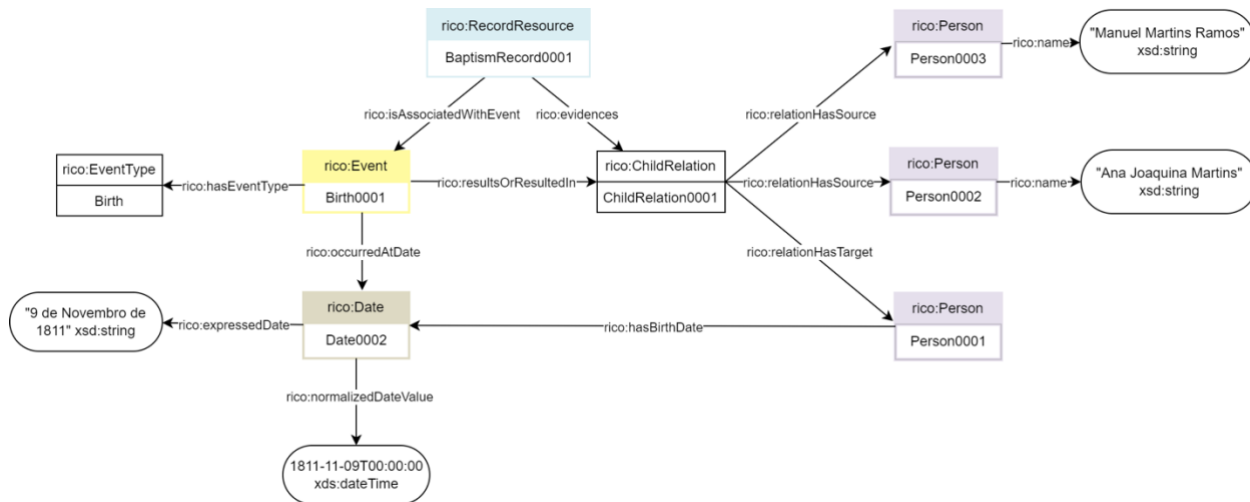 rico:RecordResource
BaptismRecord0001
rico:Person
Person0003
rico:name
"Manuel Martins Ramos"
xsd:string
rico:isAssociatedWithEvent
rico:evidences
rico:relationHasSource
rico:EventType
Birth
rico:hasEventType
rico:Event
Birth0001
rico:resultsOrResultedIn
rico:ChildRelation
ChildRelation0001
rico:relationHasSource
rico:Person
Person0002
rico:name
"Ana Joaquina Martins"
xsd:string
rico:occurredAtDate
rico:relationHasTarget
"9 de Novembro de
1811" xsd:string
rico:expressedDate
rico:Date
Date0002
rico:hasBirthDate
rico:Person
Person0001
rico:normalizedDateValue
1811-11-09T00:00:00
xds:dateTime